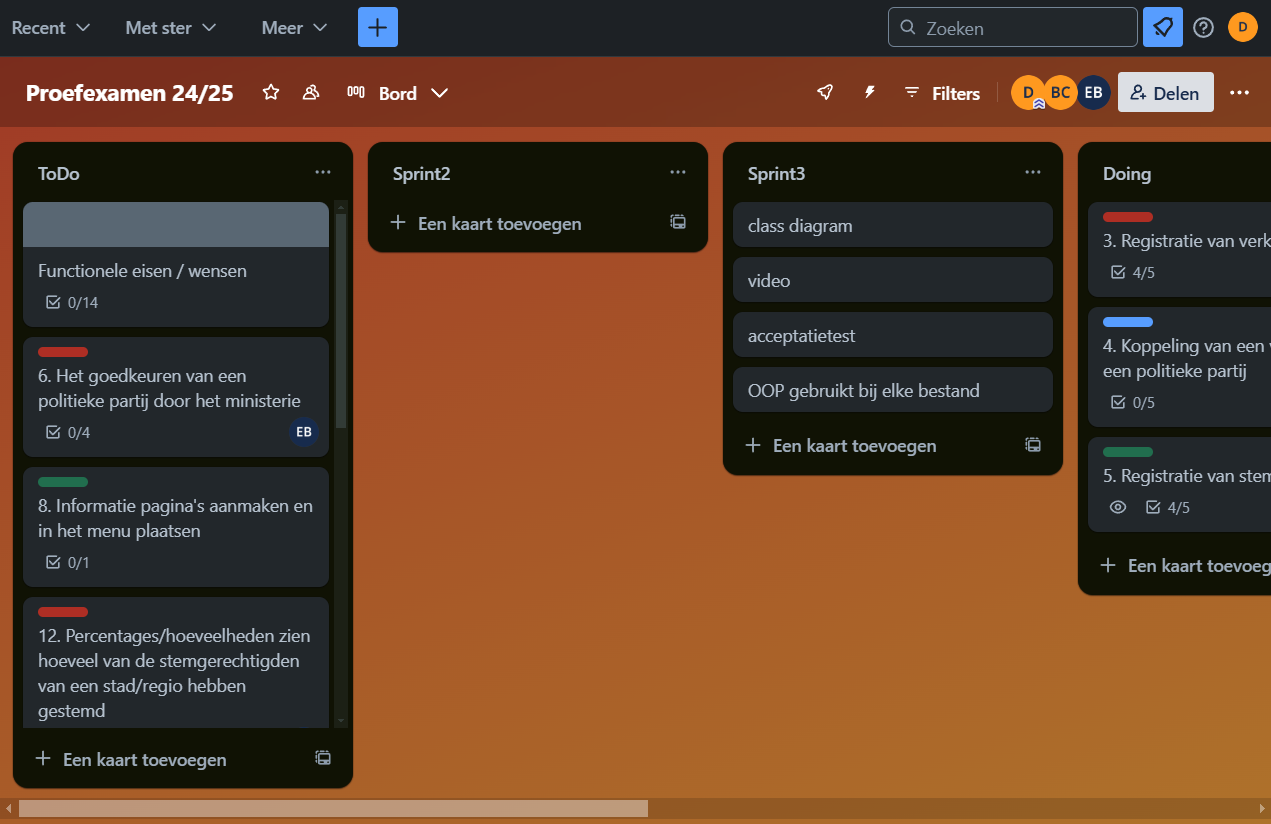 Recent
Met ster
Meer
Zoeken
D
Proefexamen 24/25
Bord
Filters
D
BC
EB
Delen
ToDo
Functionele eisen / wensen
0/14
6. Het goedkeuren van een
politieke partij door het ministerie
0/4
EB
8. Informatie pagina's aanmaken en
in het menu plaatsen
0/1
12. Percentages/hoeveelheden zien
hoeveel van de stemgerechtigden
van een stad/regio hebben
gestemd
Een kaart toevoegen
Sprint2
Een kaart toevoegen
Sprint3
class diagram
video
acceptatietest
OOP gebruikt bij elke bestand
Een kaart toevoegen
Doing
3. Registratie van verk
4/5
4. Koppeling van een
een politieke partij
0/5
5. Registratie van stem
4/5
Een kaart toevoeg